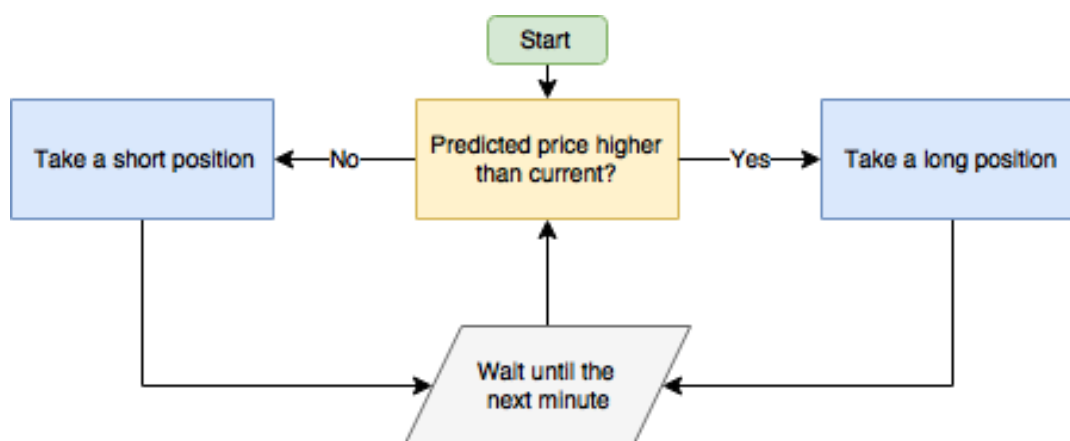 Start
Take a short position
No
Predicted price higher
than current?
Yes
Take a long position
Wait until the
next minute